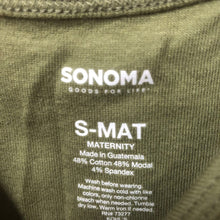 SONOMA
GOODS FOR LIFE
S-MAT
MATERNITY
Made in Guatemala
48% Cotton 48% Modal
4% Spandex
Wash before wearing.
Machine wash cold with like
colors, only non-chlorine
Bleach when needed. Tumble
dry low. Warm iron if needed
RN# 73277